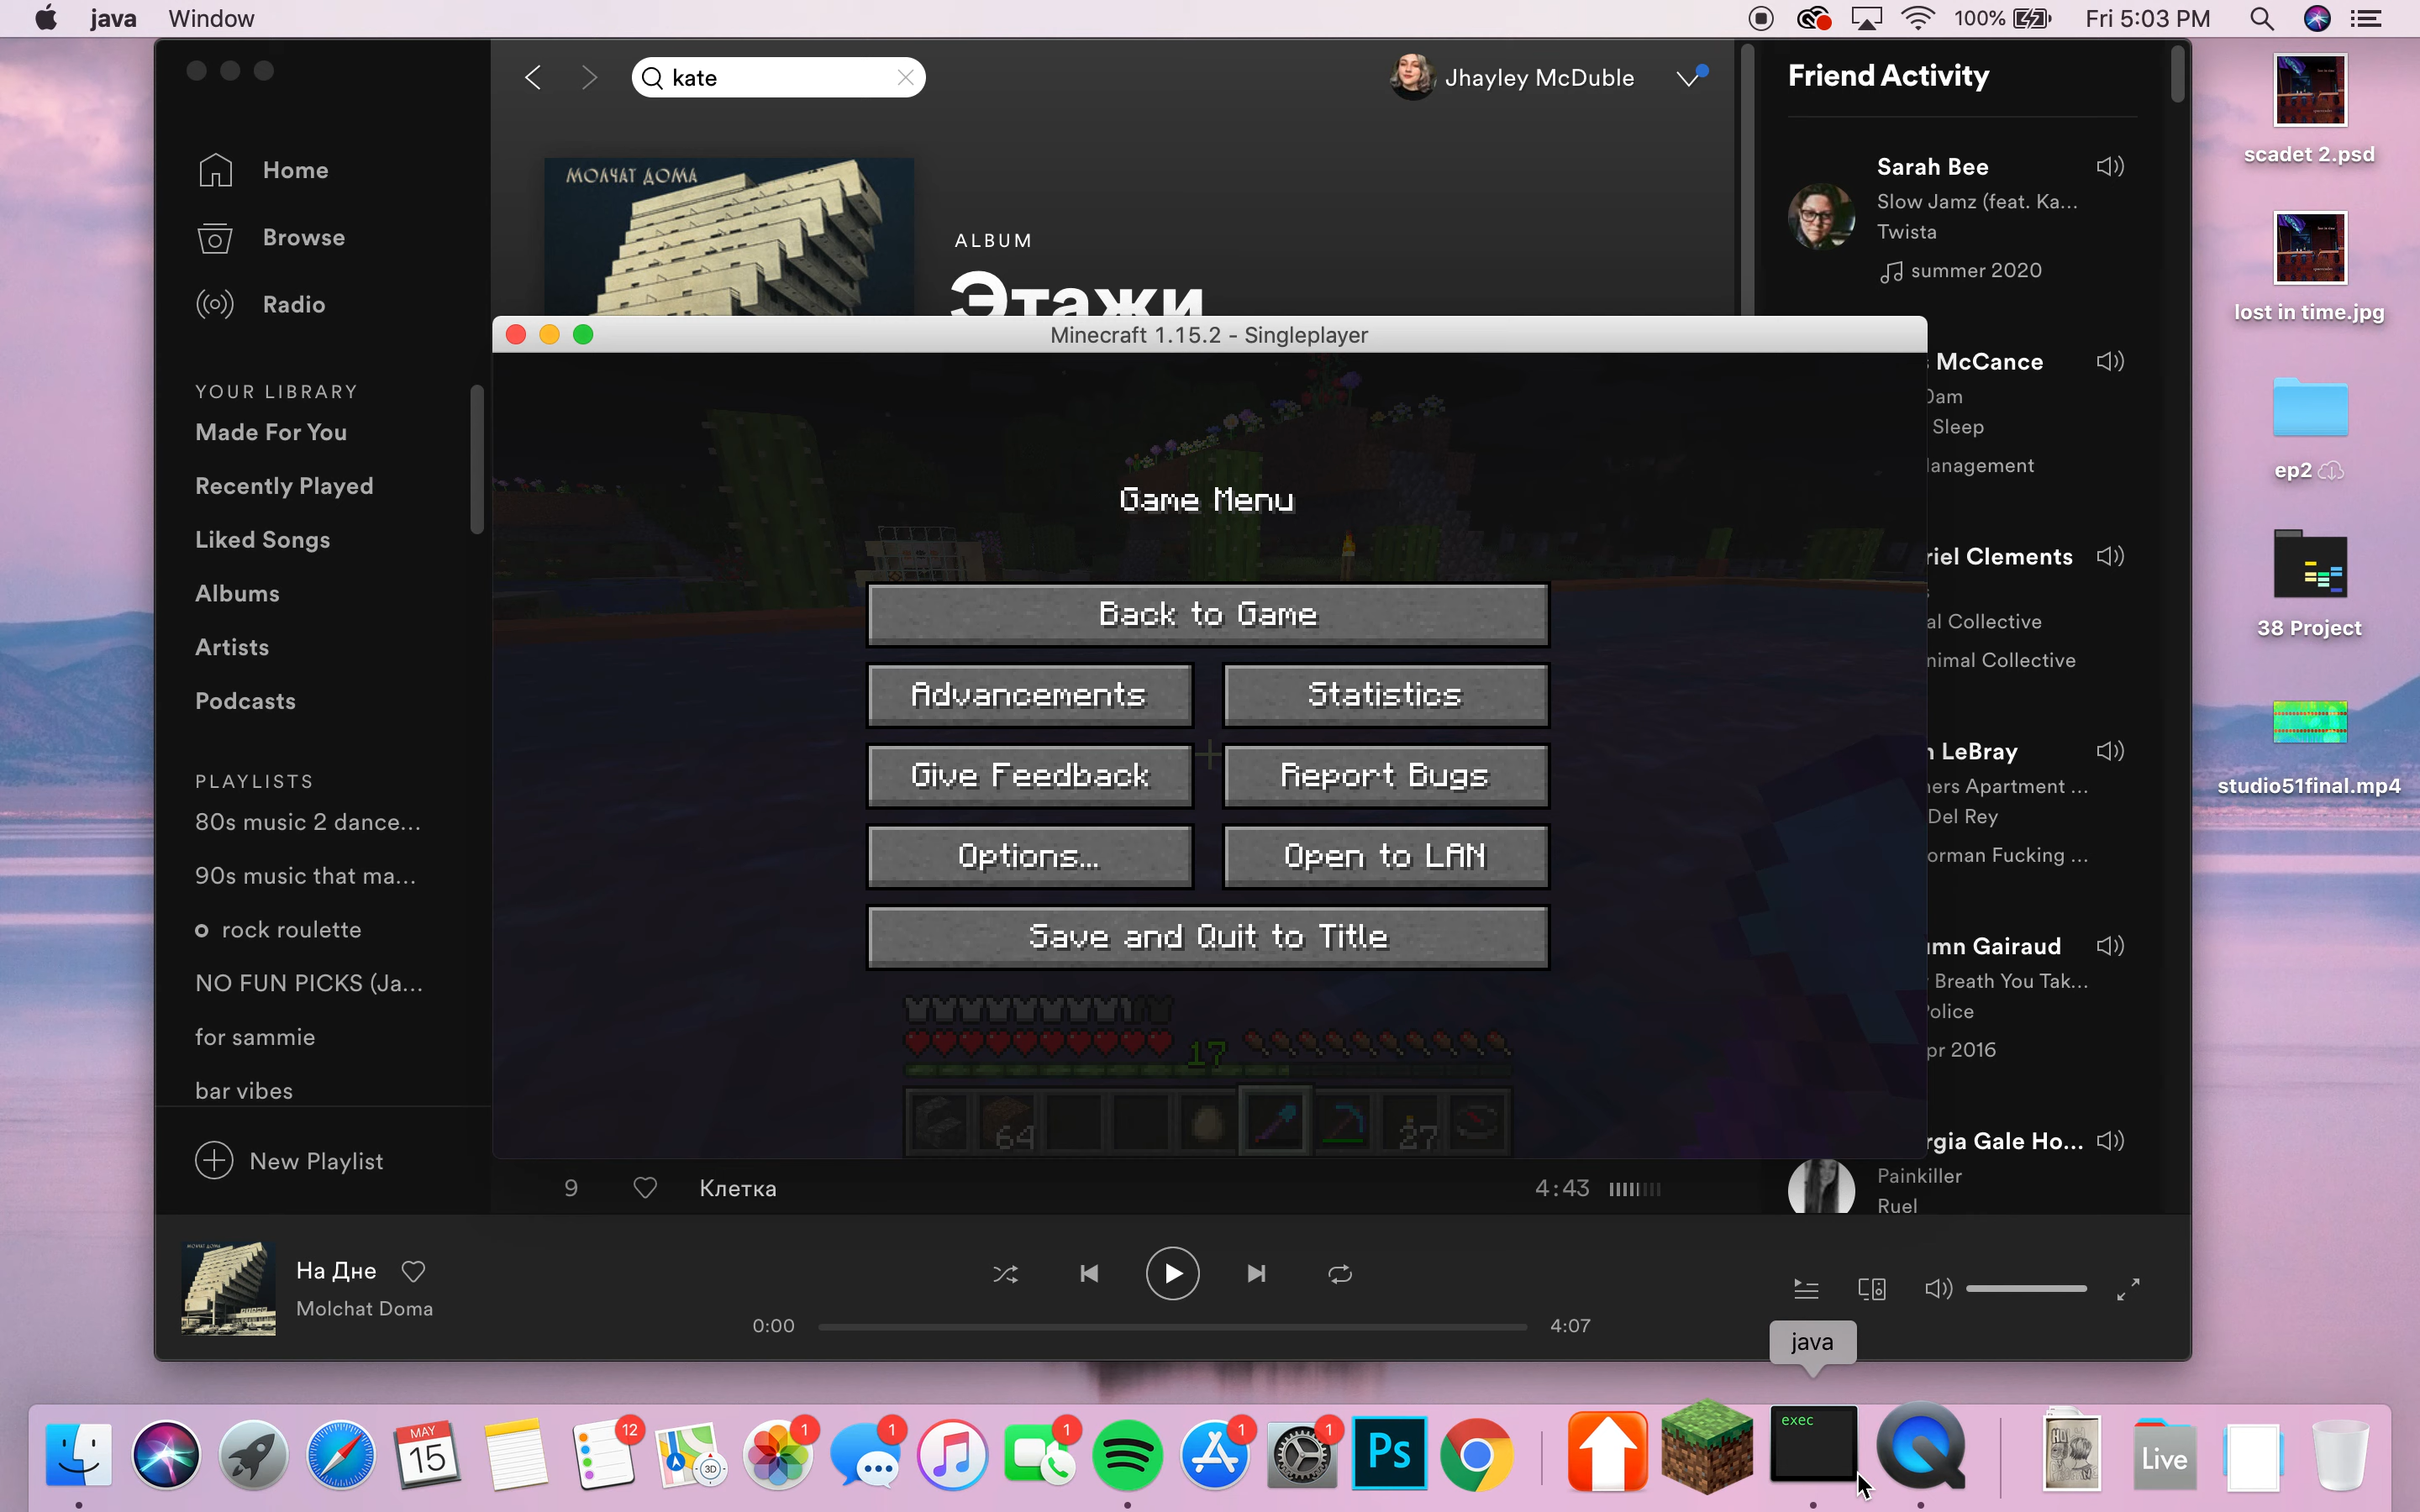 java Window
100% Fri 5:03 PM
kate
Jhayley McDuble
Home
Browse
Radio
YOUR LIBRARY
Made For You
Recently Played
Liked Songs
Albums
Artists
Podcasts
PLAYLISTS
80s music 2 dance...
90s music that ma...
rock roulette
NO FUN PICKS (Ja...
for sammie
bar vibes
New Playlist
МОЛЧАТ ДОМА
ALBUM
Этажи
Minecraft 1.15.2 - Singleplayer
Game Menu
Back to Game
Advancements Statistics
Give Feedback Report Bugs
Options... Open to LAN
Save and Quit to Title
17
64 27
9 Клетка 4:43
Friend Activity
Sarah Bee
Slow Jamz (feat. Ka...
Twista
summer 2020
McCance
Sleep
anagement
riel Clements
al Collective
nimal Collective
LeBray
ers Apartment ...
Del Rey
orman Fucking ...
mn Gairaud
Breath You Tak...
olice
pr 2016
rgia Gale Ho...
Painkiller
Ruel
На Дне
Molchat Doma
0:00 4:07
java
scadet 2.psd
lost in time.jpg
ep2
38 Project
studio51final.mp4
MAY
15
12
3D
1
1
1
1
1
Ps
exec
Live